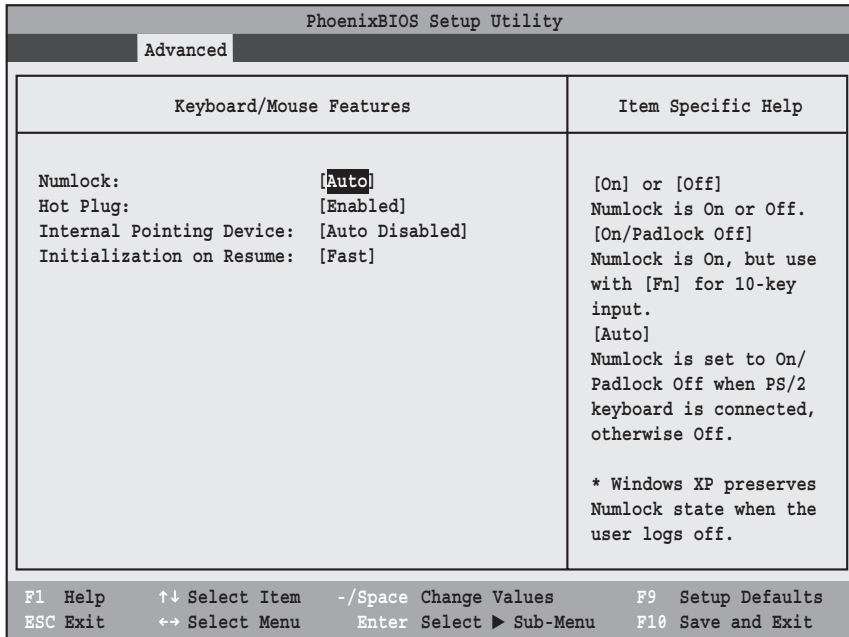 PhoenixBIOS Setup Utility
Advanced
Keyboard/Mouse Features
Numlock: [Auto]
Hot Plug: [Enabled]
Internal Pointing Device: [Auto Disabled]
Initialization on Resume: [Fast]
Item Specific Help
[On] or [Off]
Numlock is On or Off.
[On/Padlock Off]
Numlock is On, but use
with [Fn] for 10-key
input.
[Auto]
Numlock is set to On/
Padlock Off when PS/2
keyboard is connected,
otherwise Off.
* Windows XP preserves
Numlock state when the
user logs off.
F1 Help ↑↓ Select Item -/Space Change Values F9 Setup Defaults
ESC Exit ←→ Select Menu Enter Select ▶ Sub-Menu F10 Save and Exit